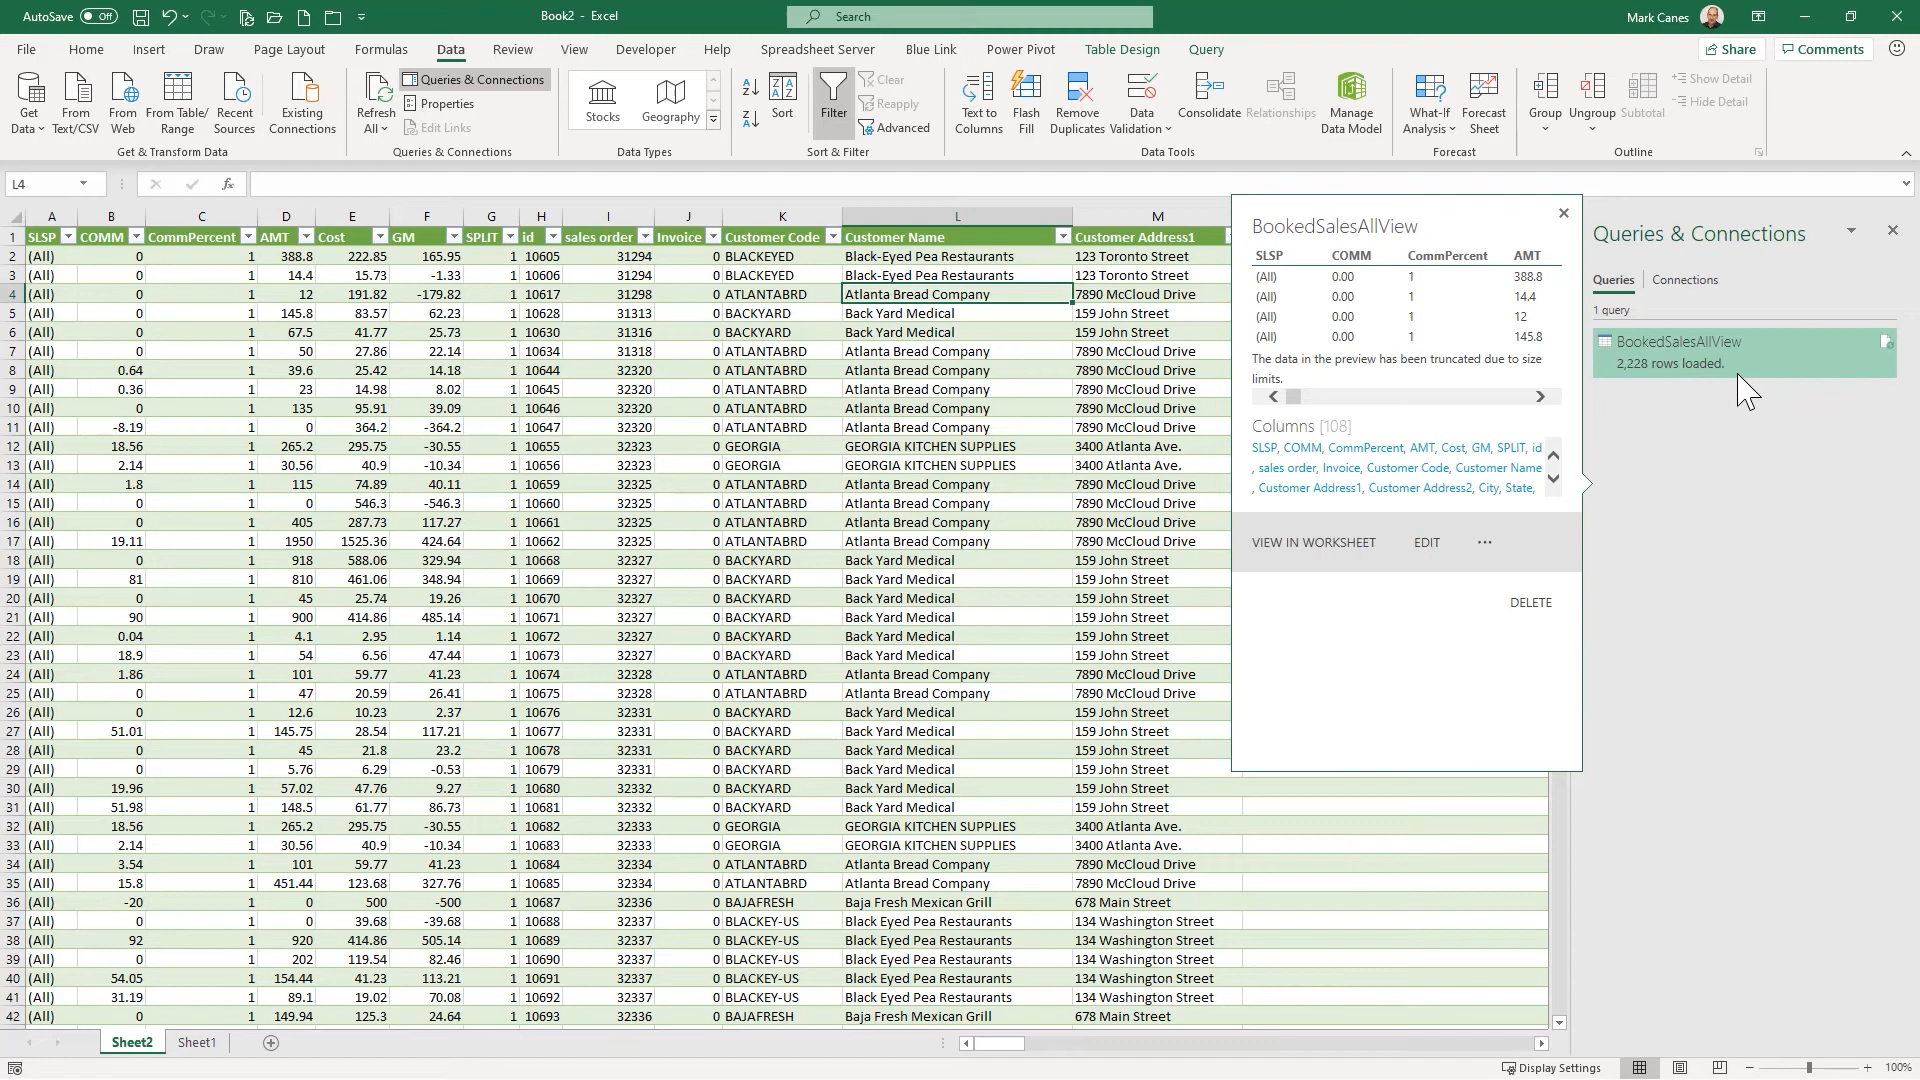 AutoSave Off Book2 - Excel Search Mark Canes
File Home Insert Draw Page Layout Formulas Data Review View Developer Help Spreadsheet Server Blue Link Power Pivot Table Design Query Share Comments
Get Data From Text/CSV From Web From Table/ Range Recent Sources Existing Connections
Get & Transform Data
Refresh All Queries & Connections
Properties
Edit Links
Queries & Connections
Stocks Geography
Data Types
Sort Filter Clear
Reapply
Advanced
Sort & Filter
Text to Columns Flash Fill Remove Duplicates Data Validation Consolidate Relationships Manage Data Model
Data Tools
What-If Analysis Forecast Sheet
Forecast
Group Ungroup Subtotal Show Detail
Hide Detail
Outline
L4 fx
A B C D E F G H I J K L M
1 SLSP COMM CommPercent AMT Cost GM SPLIT id sales order Invoice Customer Code Customer Name Customer Address1
2 (All) 0 1 388.8 222.85 165.95 1 10605 31294 0 BLACKEYED Black-Eyed Pea Restaurants 123 Toronto Street
3 (All) 0 1 14.4 15.73 -1.33 1 10606 31294 0 BLACKEYED Black-Eyed Pea Restaurants 123 Toronto Street
4 (All) 0 1 12 191.82 -179.82 1 10617 31298 0 ATLANTABRD Atlanta Bread Company 7890 McCloud Drive
5 (All) 0 1 145.8 83.57 62.23 1 10628 31313 0 BACKYARD Back Yard Medical 159 John Street
6 (All) 0 1 67.5 41.77 25.73 1 10630 31316 0 BACKYARD Back Yard Medical 159 John Street
7 (All) 0 1 50 27.86 22.14 1 10634 31318 0 ATLANTABRD Atlanta Bread Company 7890 McCloud Drive
8 (All) 0.64 1 39.6 25.42 14.18 1 10644 32320 0 ATLANTABRD Atlanta Bread Company 7890 McCloud Drive
9 (All) 0.36 1 23 14.98 8.02 1 10645 32320 0 ATLANTABRD Atlanta Bread Company 7890 McCloud Drive
10 (All) 0 1 135 95.91 39.09 1 10646 32320 0 ATLANTABRD Atlanta Bread Company 7890 McCloud Drive
11 (All) -8.19 1 0 364.2 -364.2 1 10647 32320 0 ATLANTABRD Atlanta Bread Company 7890 McCloud Drive
12 (All) 18.56 1 265.2 295.75 -30.55 1 10655 32323 0 GEORGIA GEORGIA KITCHEN SUPPLIES 3400 Atlanta Ave.
13 (All) 2.14 1 30.56 40.9 -10.34 1 10656 32323 0 GEORGIA GEORGIA KITCHEN SUPPLIES 3400 Atlanta Ave.
14 (All) 1.8 1 115 74.89 40.11 1 10659 32325 0 ATLANTABRD Atlanta Bread Company 7890 McCloud Drive
15 (All) 0 1 0 546.3 -546.3 1 10660 32325 0 ATLANTABRD Atlanta Bread Company 7890 McCloud Drive
16 (All) 0 1 405 287.73 117.27 1 10661 32325 0 ATLANTABRD Atlanta Bread Company 7890 McCloud Drive
17 (All) 19.11 1 1950 1525.36 424.64 1 10662 32325 0 ATLANTABRD Atlanta Bread Company 7890 McCloud Drive
18 (All) 0 1 918 588.06 329.94 1 10668 32327 0 BACKYARD Back Yard Medical 159 John Street
19 (All) 81 1 810 461.06 348.94 1 10669 32327 0 BACKYARD Back Yard Medical 159 John Street
20 (All) 0 1 45 25.74 19.26 1 10670 32327 0 BACKYARD Back Yard Medical 159 John Street
21 (All) 90 1 900 414.86 485.14 1 10671 32327 0 BACKYARD Back Yard Medical 159 John Street
22 (All) 0.04 1 4.1 2.95 1.14 1 10672 32327 0 BACKYARD Back Yard Medical 159 John Street
23 (All) 18.9 1 54 6.56 47.44 1 10673 32327 0 BACKYARD Back Yard Medical 159 John Street
24 (All) 1.86 1 101 59.77 41.23 1 10674 32328 0 ATLANTABRD Atlanta Bread Company 7890 McCloud Drive
25 (All) 0 1 47 20.59 26.41 1 10675 32328 0 ATLANTABRD Atlanta Bread Company 7890 McCloud Drive
26 (All) 0 1 12.6 10.23 2.37 1 10676 32331 0 BACKYARD Back Yard Medical 159 John Street
27 (All) 51.01 1 145.75 28.54 117.21 1 10677 32331 0 BACKYARD Back Yard Medical 159 John Street
28 (All) 0 1 45 21.8 23.2 1 10678 32331 0 BACKYARD Back Yard Medical 159 John Street
29 (All) 0 1 5.76 6.29 -0.53 1 10679 32331 0 BACKYARD Back Yard Medical 159 John Street
30 (All) 19.96 1 57.02 47.76 9.27 1 10680 32332 0 BACKYARD Back Yard Medical 159 John Street
31 (All) 51.98 1 148.5 61.77 86.73 1 10681 32332 0 BACKYARD Back Yard Medical 159 John Street
32 (All) 18.56 1 265.2 295.75 -30.55 1 10682 32333 0 GEORGIA GEORGIA KITCHEN SUPPLIES 3400 Atlanta Ave.
33 (All) 2.14 1 30.56 40.9 -10.34 1 10683 32333 0 GEORGIA GEORGIA KITCHEN SUPPLIES 3400 Atlanta Ave.
34 (All) 3.54 1 101 59.77 41.23 1 10684 32334 0 ATLANTABRD Atlanta Bread Company 7890 McCloud Drive
35 (All) 15.8 1 451.44 123.68 327.76 1 10685 32334 0 ATLANTABRD Atlanta Bread Company 7890 McCloud Drive
36 (All) -20 1 0 500 -500 1 10687 32336 0 BAJAFRESH Baja Fresh Mexican Grill 678 Main Street
37 (All) 0 1 0 39.68 -39.68 1 10688 32337 0 BLACKEY-US Black Eyed Pea Restaurants 134 Washington Street
38 (All) 92 1 920 414.86 505.14 1 10689 32337 0 BLACKEY-US Black Eyed Pea Restaurants 134 Washington Street
39 (All) 0 1 202 119.54 82.46 1 10690 32337 0 BLACKEY-US Black Eyed Pea Restaurants 134 Washington Street
40 (All) 54.05 1 154.44 41.23 113.21 1 10691 32337 0 BLACKEY-US Black Eyed Pea Restaurants 134 Washington Street
41 (All) 31.19 1 89.1 19.02 70.08 1 10692 32337 0 BLACKEY-US Black Eyed Pea Restaurants 134 Washington Street
42 (All) 0 1 149.94 125.3 24.64 1 10693 32336 0 BAJAFRESH Baja Fresh Mexican Grill 678 Main Street
BookedSalesAllView
SLSP COMM CommPercent AMT
(All) 0.00 1 388.8
(All) 0.00 1 14.4
(All) 0.00 1 12
(All) 0.00 1 145.8
The data in the preview has been truncated due to size
limits.
Columns [108]
SLSP, COMM, CommPercent, AMT, Cost, GM, SPLIT, id
, sales order, Invoice, Customer Code, Customer Name
, Customer Address1, Customer Address2, City, State,
VIEW IN WORKSHEET EDIT ...
DELETE
Queries & Connections
Queries Connections
1 query
BookedSalesAllView
2,228 rows loaded.
Sheet2 Sheet1
Display Settings 100%